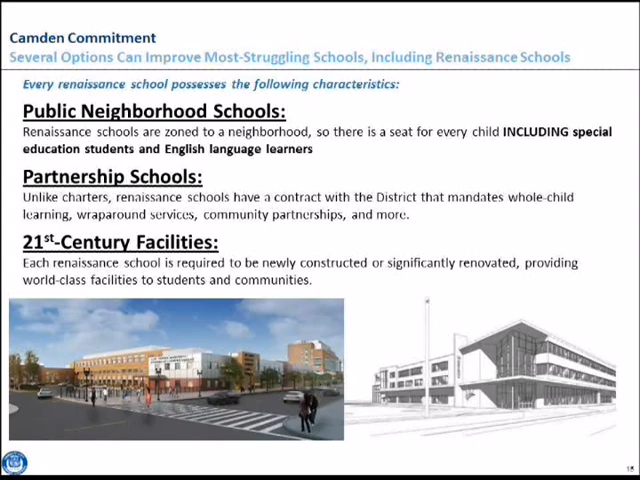 Camden Commitment
Several Options Can Improve Most-Struggling Schools, Including Renaissance Schools
Every renaissance school possesses the following characteristics:
Public Neighborhood Schools:
Renaissance schools are zoned to a neighborhood, so there is a seat for every child INCLUDING special
education students and English language learners
Partnership Schools:
Unlike charters, renaissance schools have a contract with the District that mandates whole-child
learning, wraparound services, community partnerships, and more.
21st-Century Facilities:
Each renaissance school is required to be newly constructed or significantly renovated, providing
world-class facilities to students and communities.